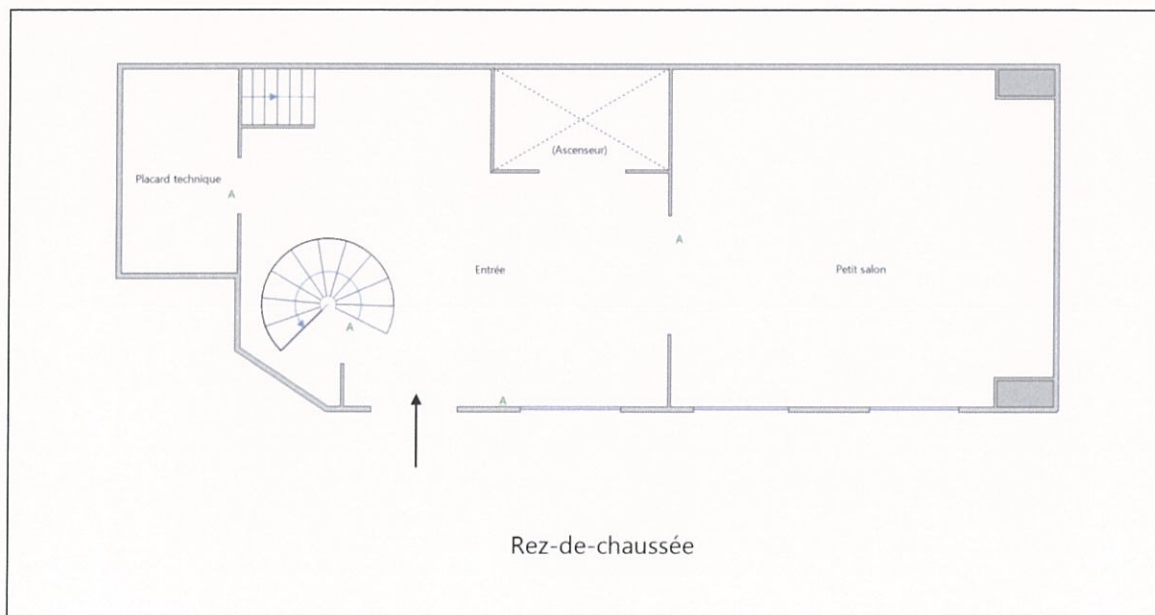 (Ascenseur)
Placard technique
A
A
Entrée
Petit salon
A
A
Rez-de-chaussée